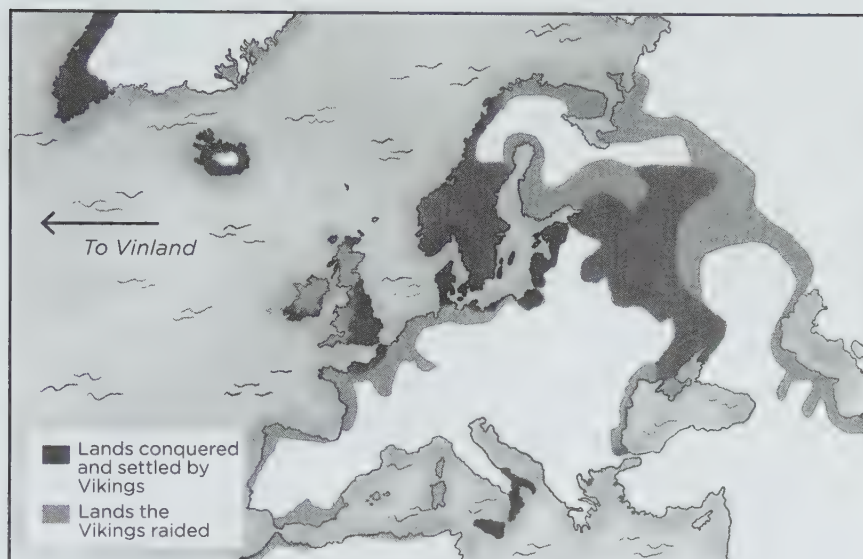 To Vinland
Lands conquered
and settled by
Vikings
Lands the
Vikings raided